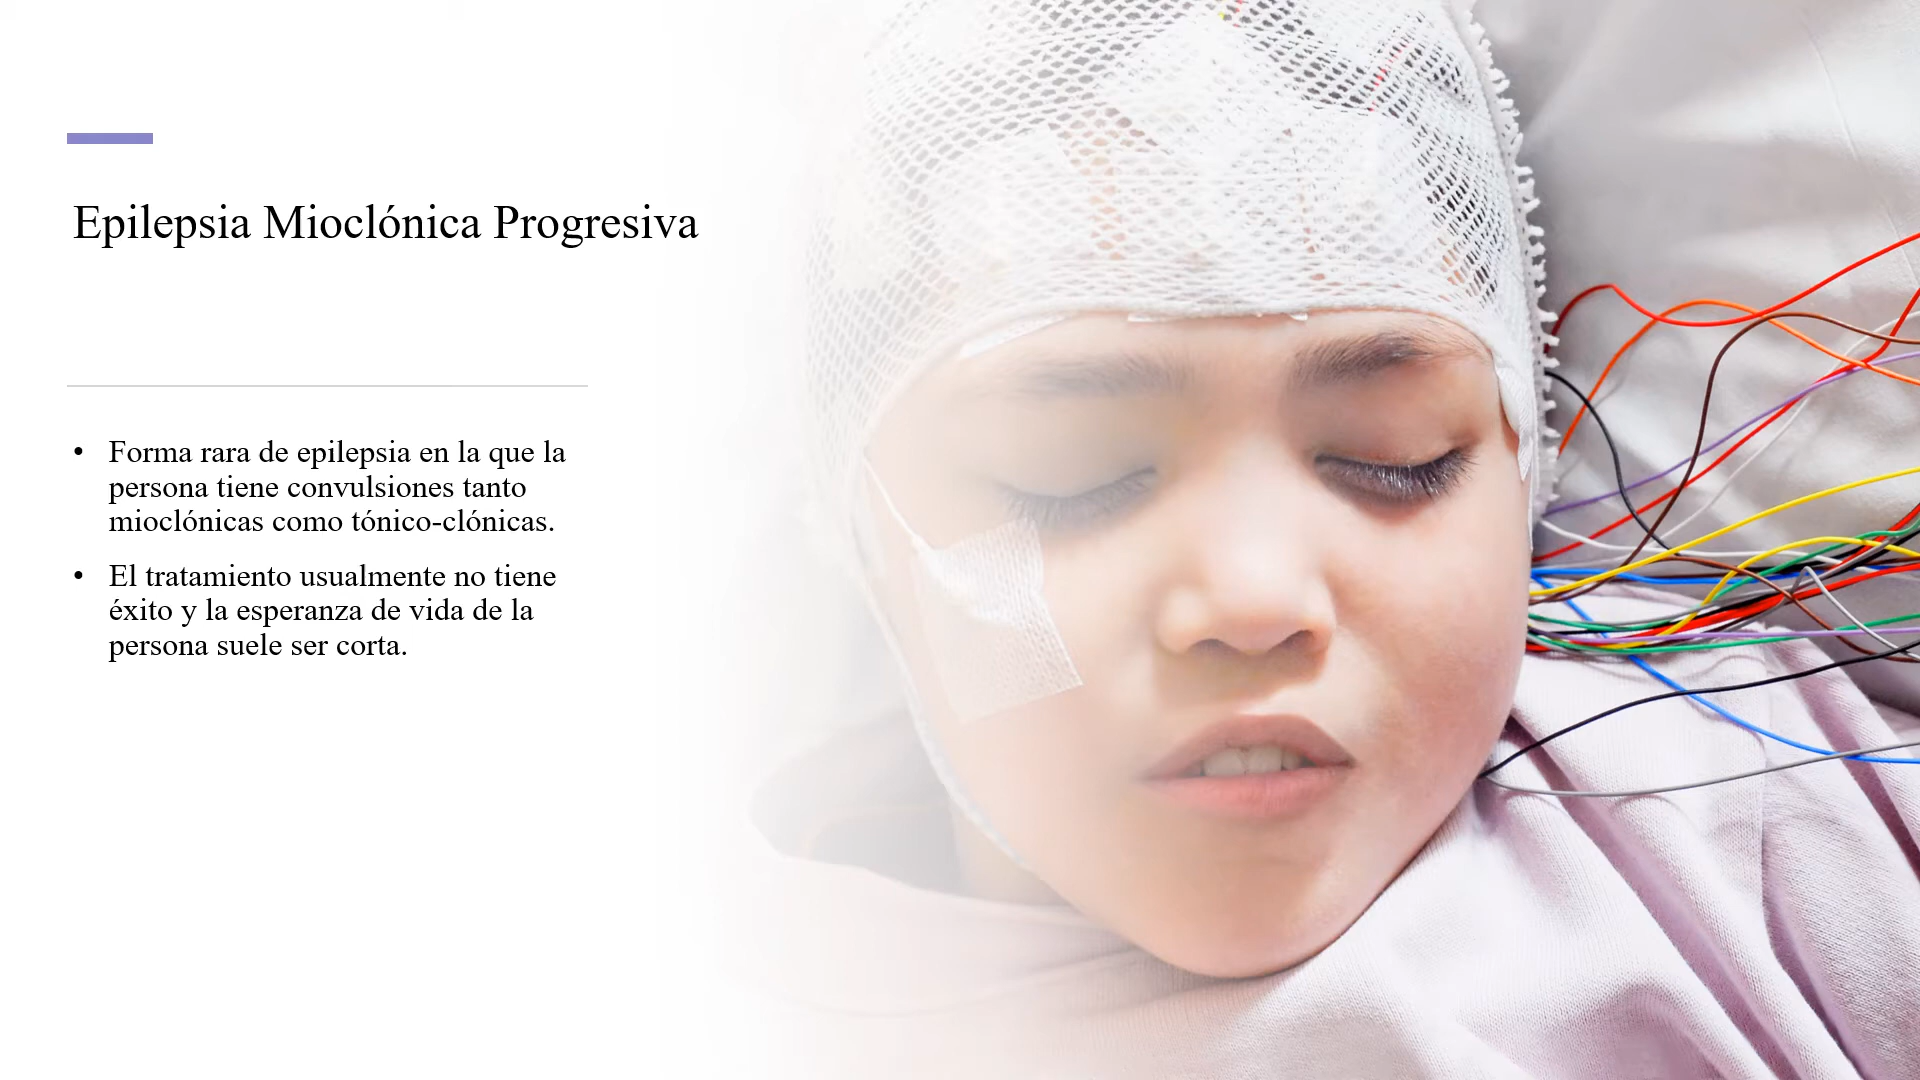 Epilepsia Mioclónica Progresiva
• Forma rara de epilepsia en la que la
persona tiene convulsiones tanto
mioclónicas como tónico-clónicas.
• El tratamiento usualmente no tiene
éxito y la esperanza de vida de la
persona suele ser corta.